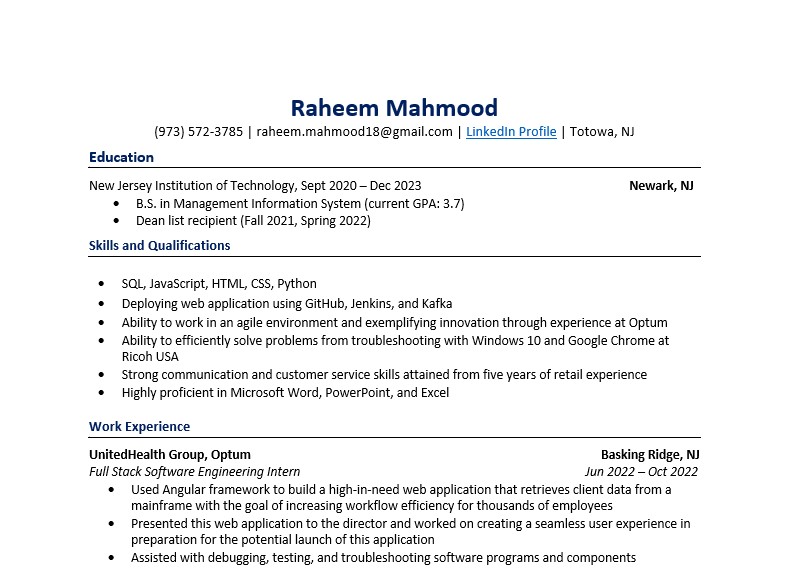 Raheem Mahmood
(973) 572-3785 | raheem.mahmood18@gmail.com | LinkedIn Profile | Totowa, NJ
Education
New Jersey Institution of Technology, Sept 2020 – Dec 2023 Newark, NJ
• B.S. in Management Information System (current GPA: 3.7)
• Dean list recipient (Fall 2021, Spring 2022)
Skills and Qualifications
• SQL, JavaScript, HTML, CSS, Python
• Deploying web application using GitHub, Jenkins, and Kafka
• Ability to work in an agile environment and exemplifying innovation through experience at Optum
• Ability to efficiently solve problems from troubleshooting with Windows 10 and Google Chrome at
Ricoh USA
• Strong communication and customer service skills attained from five years of retail experience
• Highly proficient in Microsoft Word, PowerPoint, and Excel
Work Experience
UnitedHealth Group, Optum Basking Ridge, NJ
Full Stack Software Engineering Intern Jun 2022 – Oct 2022
• Used Angular framework to build a high-in-need web application that retrieves client data from a
mainframe with the goal of increasing workflow efficiency for thousands of employees
• Presented this web application to the director and worked on creating a seamless user experience in
preparation for the potential launch of this application
• Assisted with debugging, testing, and troubleshooting software programs and components